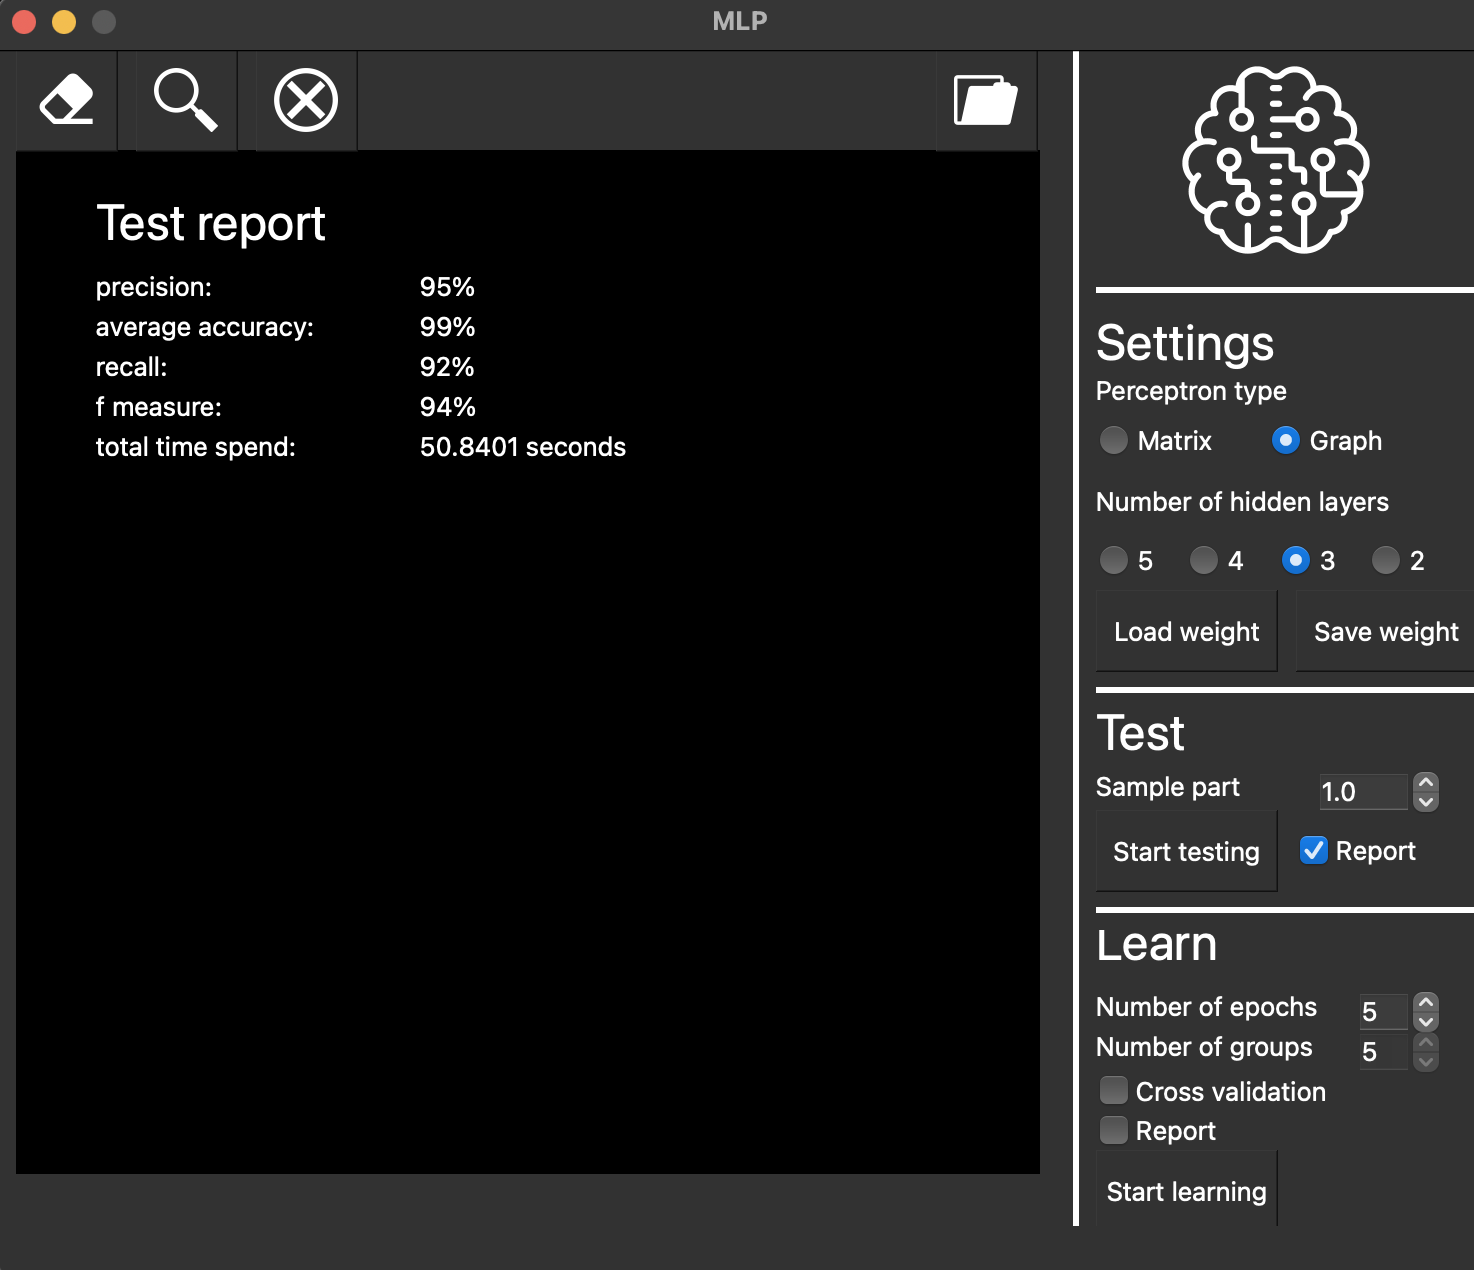 MLP
Test report
precision: 95%
average accuracy: 99%
recall: 92%
f measure: 94%
total time spend: 50.8401 seconds
Settings
Perceptron type
Matrix Graph
Number of hidden layers
5 4 3 2
Load weight Save weight
Test
Sample part 1.0
Start testing Report
Learn
Number of epochs 5
Number of groups 5
Cross validation
Report
Start learning